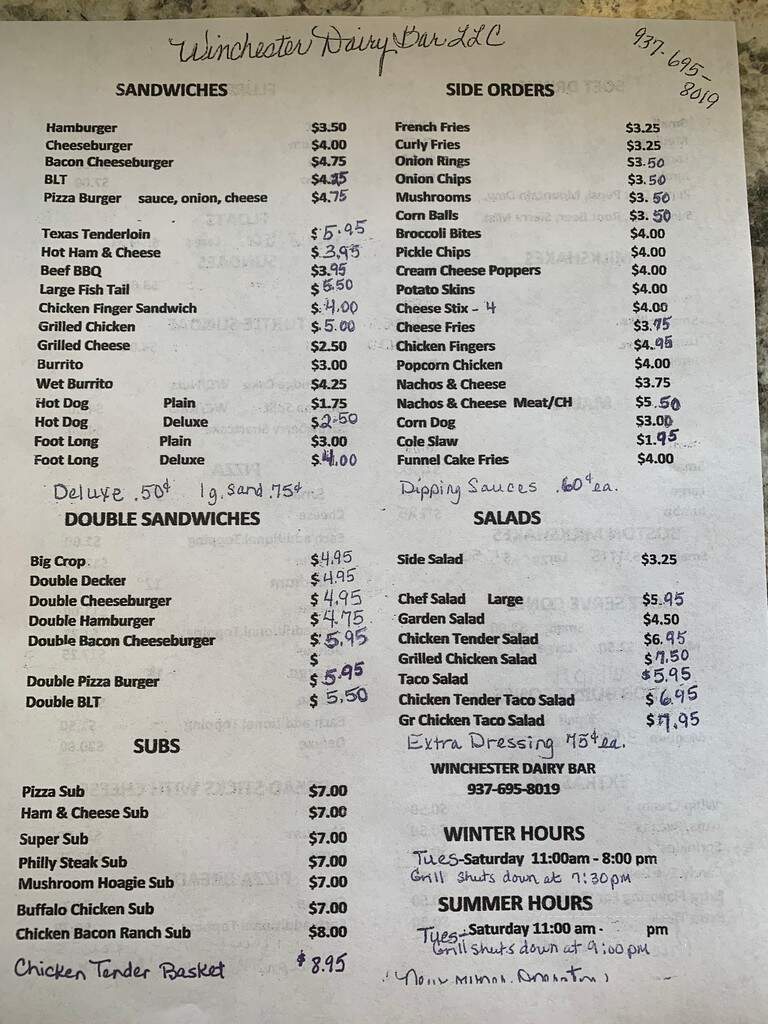 Winchester Dairy Bar LLC
937-695-8019
SANDWICHES
Hamburger $3.50
Cheeseburger $4.00
Bacon Cheeseburger $4.75
BLT $4.25
Pizza Burger sauce, onion, cheese $4.75
Texas Tenderloin $5.95
Hot Ham & Cheese $3.95
Beef BBQ $3.95
Large Fish Tail $5.50
Chicken Finger Sandwich $4.00
Grilled Chicken $5.00
Grilled Cheese $2.50
Burrito $3.00
Wet Burrito $4.25
Hot Dog Plain $1.75
Hot Dog Deluxe $2.50
Foot Long Plain $3.00
Foot Long Deluxe $4.00
Deluxe .50¢ lg. sand .75¢
DOUBLE SANDWICHES
Big Crop $4.95
Double Decker $4.95
Double Cheeseburger $4.95
Double Hamburger $4.75
Double Bacon Cheeseburger $5.95
$
Double Pizza Burger $5.95
Double BLT $5.50
SUBS
Pizza Sub $7.00
Ham & Cheese Sub $7.00
Super Sub $7.00
Philly Steak Sub $7.00
Mushroom Hoagie Sub $7.00
Buffalo Chicken Sub $7.00
Chicken Bacon Ranch Sub $8.00
Chicken Tender Basket $8.95
SIDE ORDERS
French Fries $3.25
Curly Fries $3.25
Onion Rings $3.50
Onion Chips $3.50
Mushrooms $3.50
Corn Balls $3.50
Broccoli Bites $4.00
Pickle Chips $4.00
Cream Cheese Poppers $4.00
Potato Skins $4.00
Cheese Stix - 4 $4.00
Cheese Fries $3.75
Chicken Fingers $4.95
Popcorn Chicken $4.00
Nachos & Cheese $3.75
Nachos & Cheese Meat/CH $5.50
Corn Dog $3.00
Cole Slaw $1.95
Funnel Cake Fries $4.00
Dipping Sauces .60¢ ea.
SALADS
Side Salad $3.25
Chef Salad Large $5.95
Garden Salad $4.50
Chicken Tender Salad $6.95
Grilled Chicken Salad $7.50
Taco Salad $5.95
Chicken Tender Taco Salad $6.95
Gr Chicken Taco Salad $7.95
Extra Dressing 75¢ ea.
WINCHESTER DAIRY BAR
937-695-8019
WINTER HOURS
Tues-Saturday 11:00am - 8:00 pm
Grill shuts down at 7:30pm
SUMMER HOURS
Tues-Saturday 11:00 am - pm
Grill shuts down at 9:00pm